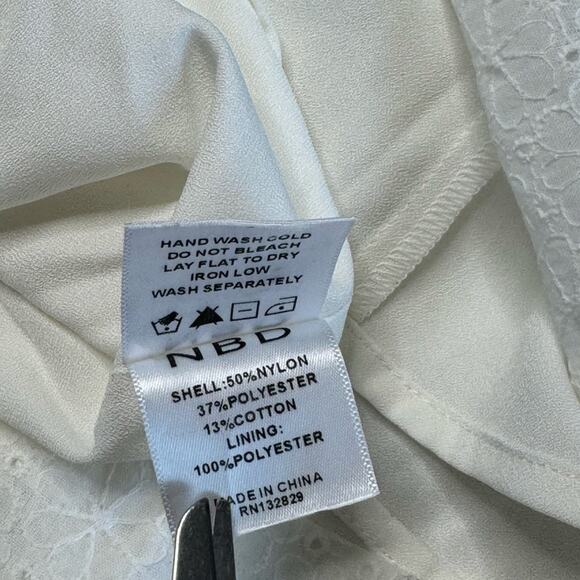 HAND WASH COLD
DO NOT BLEACH
LAY FLAT TO DRY
IRON LOW
WASH SEPARATELY
NBD
SHELL:50%NYLON
37%POLYESTER
13%COTTON
LINING:
100%POLYESTER
MADE IN CHINA
RN132829